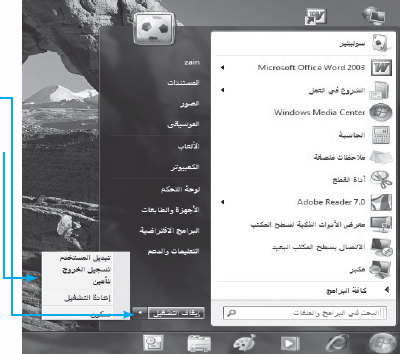 سوليتير
Microsoft Office Word 2003
الشروع في العمل
Windows Media Center
الحاسبة
ملاحظات ملصقة
أداة القطع
Adobe Reader 7.0
معرض الأدوات الذكية لسطح المكتب
الاتصال بسطح المكتب البعيد
مكبر
كافة البرامج
البحث في البرامج والملفات
zain
المستندات
الصور
الموسيقى
الألعاب
الكمبيوتر
لوحة التحكم
الأجهزة والطابعات
البرامج الافتراضية
التعليمات والدعم
إيقاف التشغيل
تبديل المستخدم
تسجيل الخروج
تأمين
إعادة التشغيل
سكون